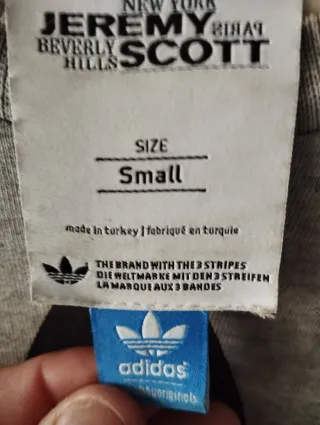 NEW YORK
JEREMY PARIS
BEVERLY SCOTT
HILLS
SIZE
Small
made in turkey | fabriqué en turquie
THE BRAND WITH THE 3 STRIPES
DIE WELTMARKE MIT DEN 3 STREIFEN
LA MARQUE AUX 3 BANDES
adidas
originals